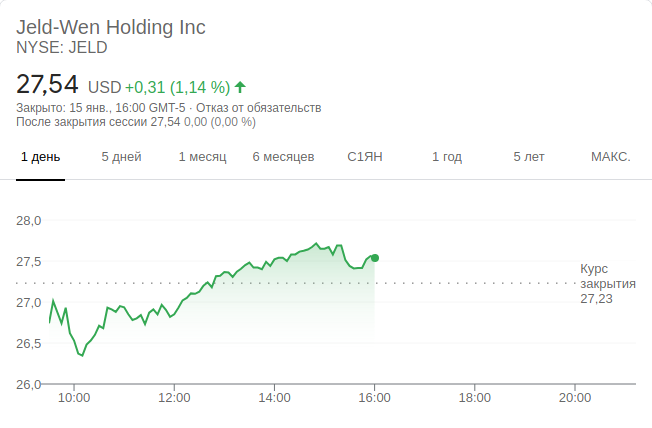 Jeld-Wen Holding Inc
NYSE: JELD
27,54 USD +0,31 (1,14 %)
Закрыто: 15 янв., 16:00 GMT-5 · Отказ от обязательств
После закрытия сессии 27,54 0,00 (0,00 %)
1 день 5 дней 1 месяц 6 месяцев С1ЯН 1 год 5 лет МАКС.
28,0
27,5
Курс
закрытия
27,23
27,0
26,5
26,0
10:00 12:00 14:00 16:00 18:00 20:00